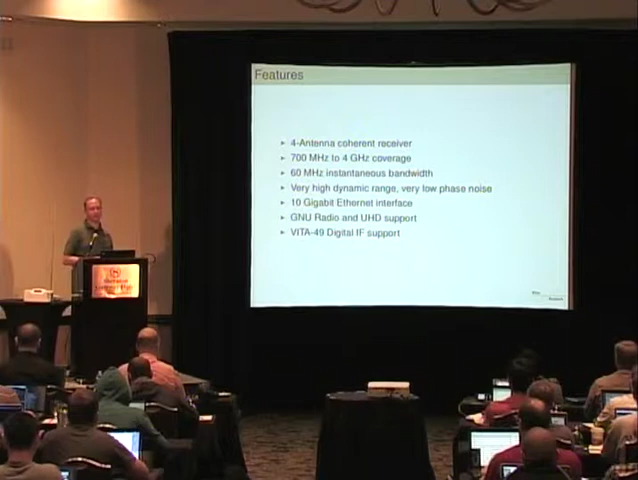 Features
4-Antenna coherent receiver
700 MHz to 4 GHz coverage
60 MHz instantaneous bandwidth
Very high dynamic range, very low phase noise
10 Gigabit Ethernet interface
GNU Radio and UHD support
VITA-49 Digital IF support
Sheraton